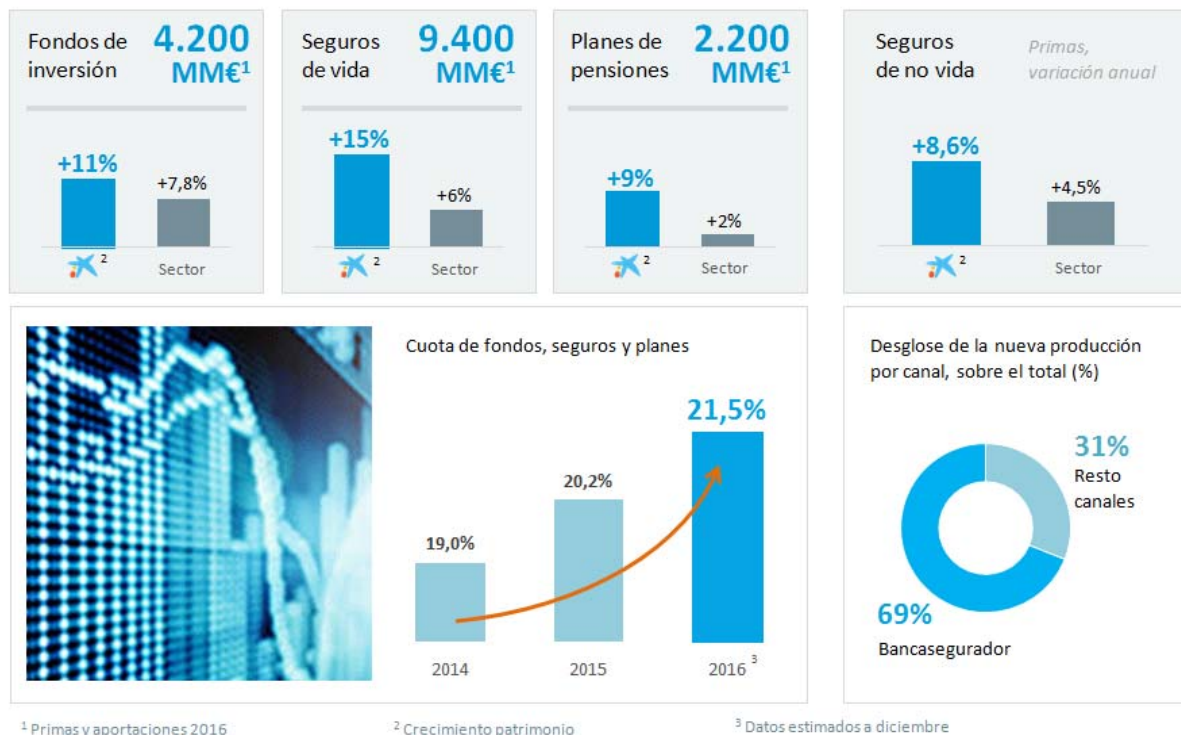 Fondos de
inversión
4.200
MM€¹
+11%
+7,8%
2
Sector
Seguros
de vida
9.400
MM€¹
+15%
+6%
2
Sector
Planes de
pensiones
2.200
MM€¹
+9%
+2%
2
Sector
Seguros
de no vida
Primas,
variación anual
+8,6%
+4,5%
2
Sector
Cuota de fondos, seguros y planes
19,0%
20,2%
21,5%
2014
2015
2016 ³
Desglose de la nueva producción
por canal, sobre el total (%)
31%
Resto
canales
69%
Bancasegurador
¹ Primas y aportaciones 2016
² Crecimiento patrimonio
³ Datos estimados a diciembre